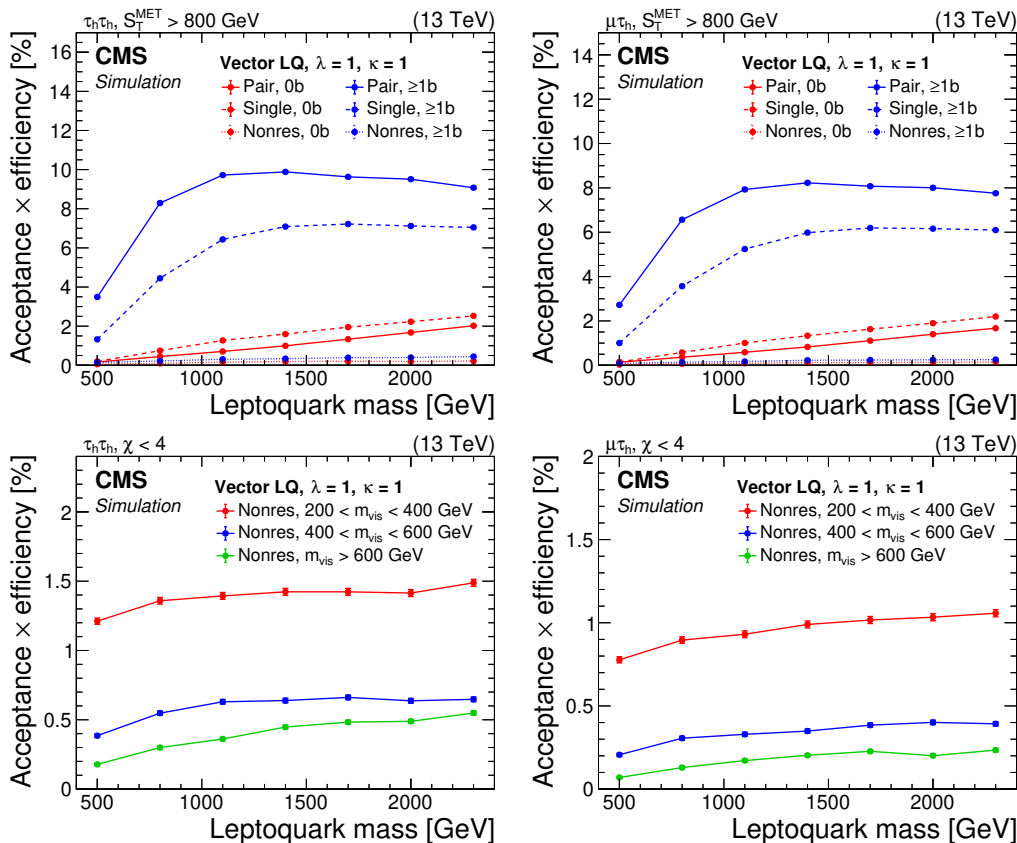 τₕτₕ, S_T^MET > 800 GeV (13 TeV)
CMS
Simulation
Vector LQ, λ = 1, κ = 1
Pair, 0b Pair, ≥1b
Single, 0b Single, ≥1b
Nonres, 0b Nonres, ≥1b
Acceptance × efficiency [%]
16
14
12
10
8
6
4
2
0
500 1000 1500 2000
Leptoquark mass [GeV]
μτₕ, S_T^MET > 800 GeV (13 TeV)
CMS
Simulation
Vector LQ, λ = 1, κ = 1
Pair, 0b Pair, ≥1b
Single, 0b Single, ≥1b
Nonres, 0b Nonres, ≥1b
Acceptance × efficiency [%]
14
12
10
8
6
4
2
0
500 1000 1500 2000
Leptoquark mass [GeV]
τₕτₕ, χ < 4 (13 TeV)
CMS
Simulation
Vector LQ, λ = 1, κ = 1
Nonres, 200 < m_vis < 400 GeV
Nonres, 400 < m_vis < 600 GeV
Nonres, m_vis > 600 GeV
Acceptance × efficiency [%]
2
1.5
1
0.5
0
500 1000 1500 2000
Leptoquark mass [GeV]
μτₕ, χ < 4 (13 TeV)
CMS
Simulation
Vector LQ, λ = 1, κ = 1
Nonres, 200 < m_vis < 400 GeV
Nonres, 400 < m_vis < 600 GeV
Nonres, m_vis > 600 GeV
Acceptance × efficiency [%]
2
1.5
1
0.5
0
500 1000 1500 2000
Leptoquark mass [GeV]